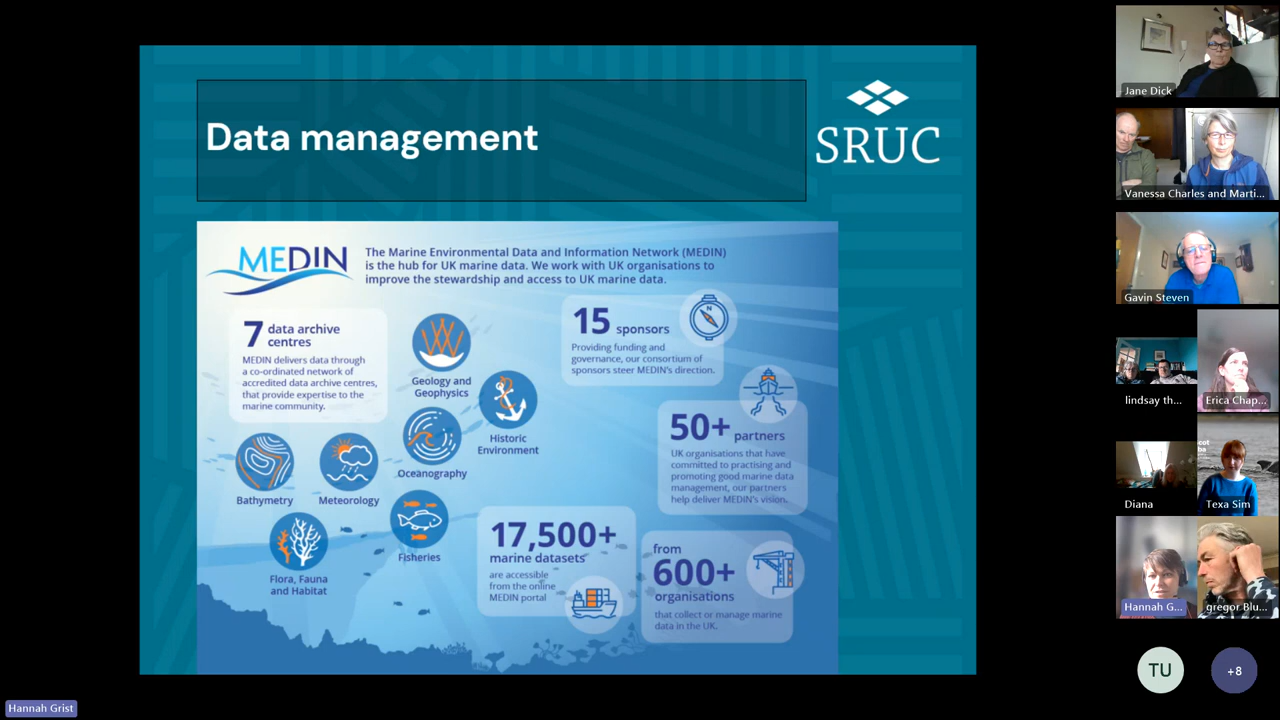 Data management
SRUC
MEDIN
The Marine Environmental Data and Information Network (MEDIN)
is the hub for UK marine data. We work with UK organisations to
improve the stewardship and access to UK marine data.
7 data archive
centres
MEDIN delivers data through
a co-ordinated network of
accredited data archive centres,
that provide expertise to the
marine community.
Geology and
Geophysics
Historic
Environment
Oceanography
Bathymetry
Meteorology
Fisheries
Flora, Fauna
and Habitat
15 sponsors
Providing funding and
governance, our consortium of
sponsors steer MEDIN's direction.
N
50+ partners
UK organisations that have
committed to practising and
promoting good marine data
management, our partners
help deliver MEDIN's vision.
17,500+
marine datasets
are accessible
from the online
MEDIN portal
from
600+
organisations
that collect or manage marine
data in the UK.
Jane Dick
Vanessa Charles and Marti...
Gavin Steven
lindsay th...
Erica Chap...
Diana
Texa Sim
Hannah G...
gregor Blu...
TU
+8
Hannah Grist